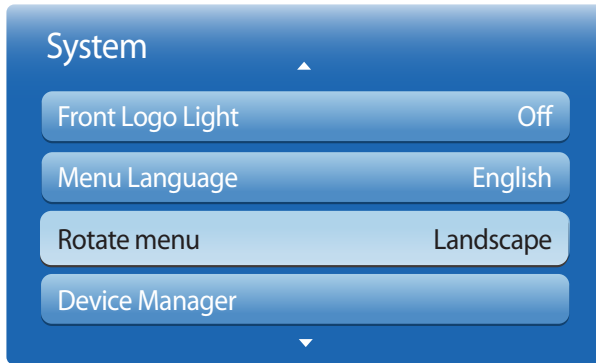 System
Front Logo Light Off
Menu Language English
Rotate menu Landscape
Device Manager